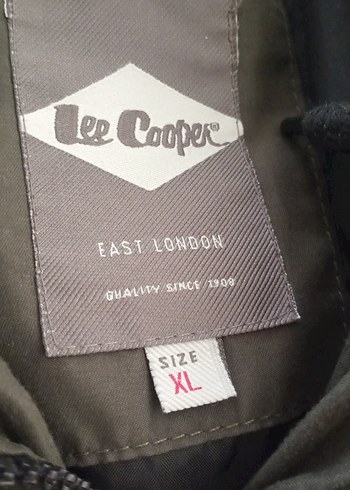 Lee Cooper®
EAST LONDON
QUALITY SINCE 1908
SIZE
XL